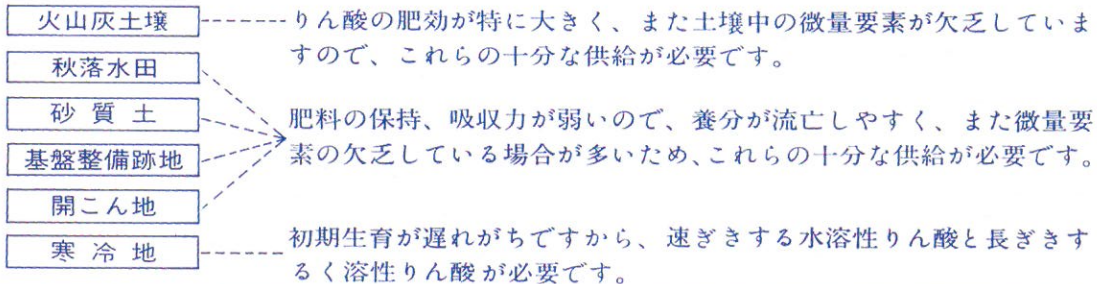 火山灰土壌
りん酸の肥効が特に大きく、また土壌中の微量要素が欠乏していま
すので、これらの十分な供給が必要です。
秋落水田
砂質土
基盤整備跡地
開こん地
肥料の保持、吸収力が弱いので、養分が流亡しやすく、また微量要
素の欠乏している場合が多いため、これらの十分な供給が必要です。
寒冷地
初期生育が遅れがちですから、速ぎきする水溶性りん酸と長ぎきす
るく溶性りん酸が必要です。